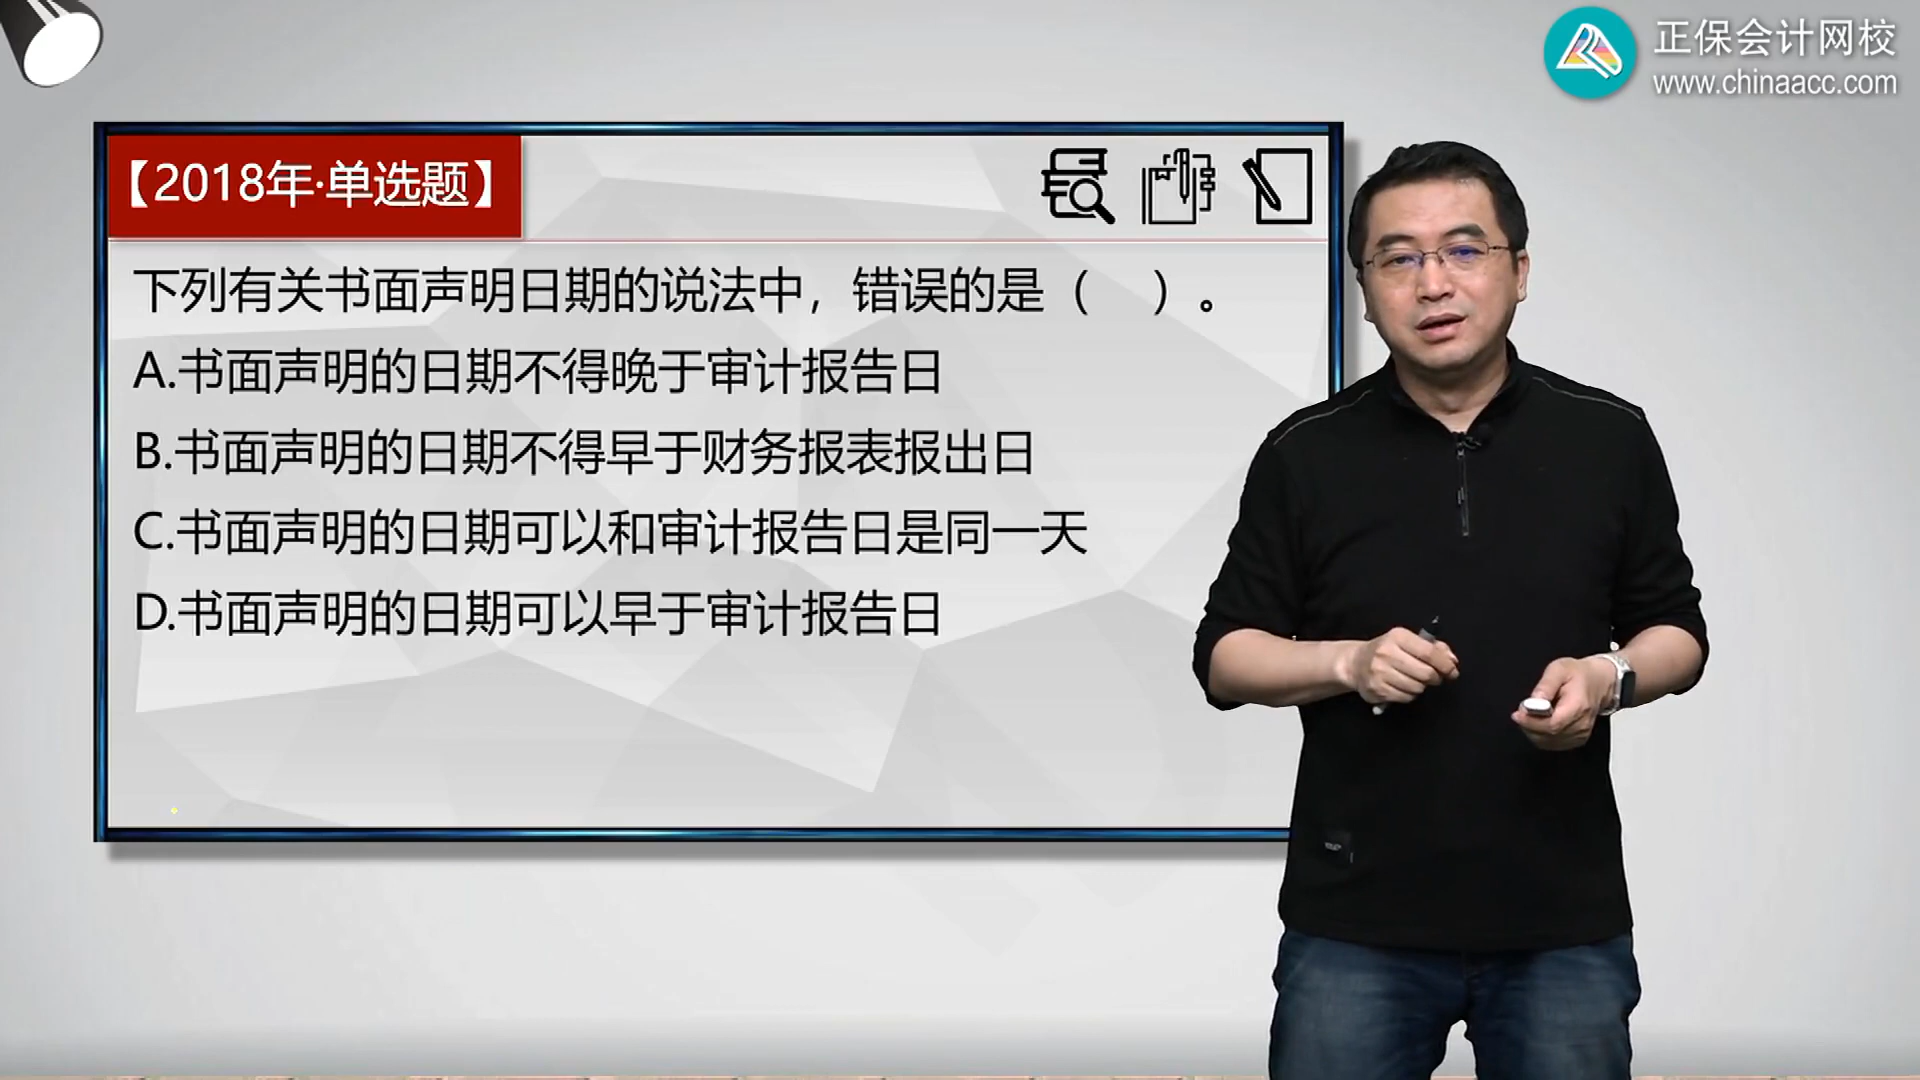 正保会计网校
www.chinaacc.com
【2018年·单选题】
下列有关书面声明日期的说法中，错误的是（　）。
A.书面声明的日期不得晚于审计报告日
B.书面声明的日期不得早于财务报表报出日
C.书面声明的日期可以和审计报告日是同一天
D.书面声明的日期可以早于审计报告日